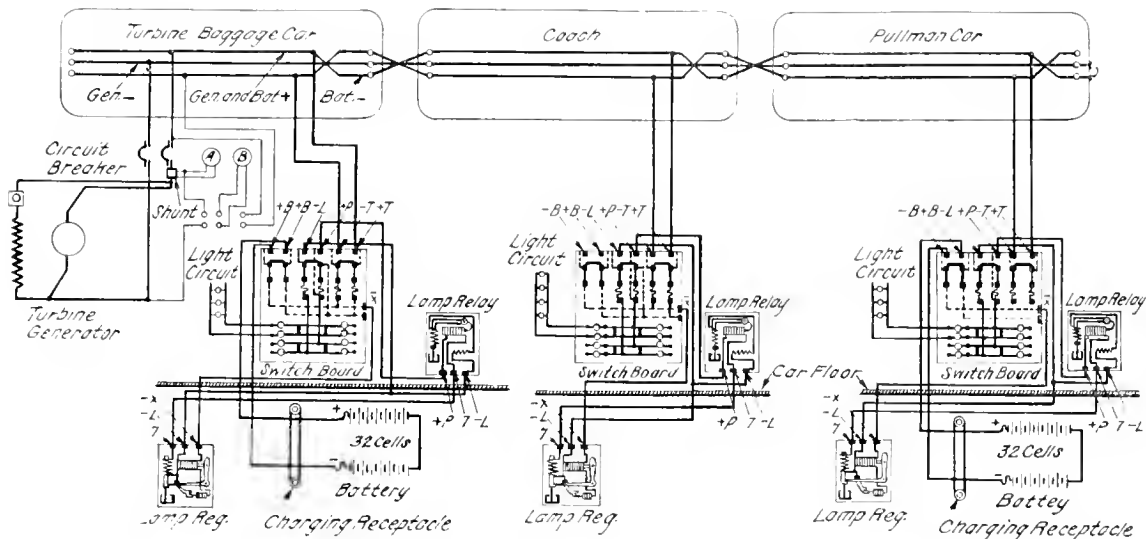 Turbine Baggage Car
Coach
Pullman Car
Gen.-
Gen. and Bat +
Bat.-
Circuit
Breaker
A
B
Shunt
+B+B-L +P-T+T
-B+B-L+P-T+T
-B+B-L+P-T+T
Light
Circuit
Light
Circuit
Light
Circuit
Turbine
Generator
Lamp Relay
Lamp Relay
Lamp Relay
Switch Board
Switch Board
Switch Board
Car Floor
-X
-L
7
+P 7-L
-X
-L
7
+P 7-L
-X
-L
7
+P 7-L
+
32 Cells
-
Battery
+
32 Cells
-
Battey
Lamp Reg.
Charging Receptacle
Lamp Reg.
Lamp Reg.
Charging Receptacle